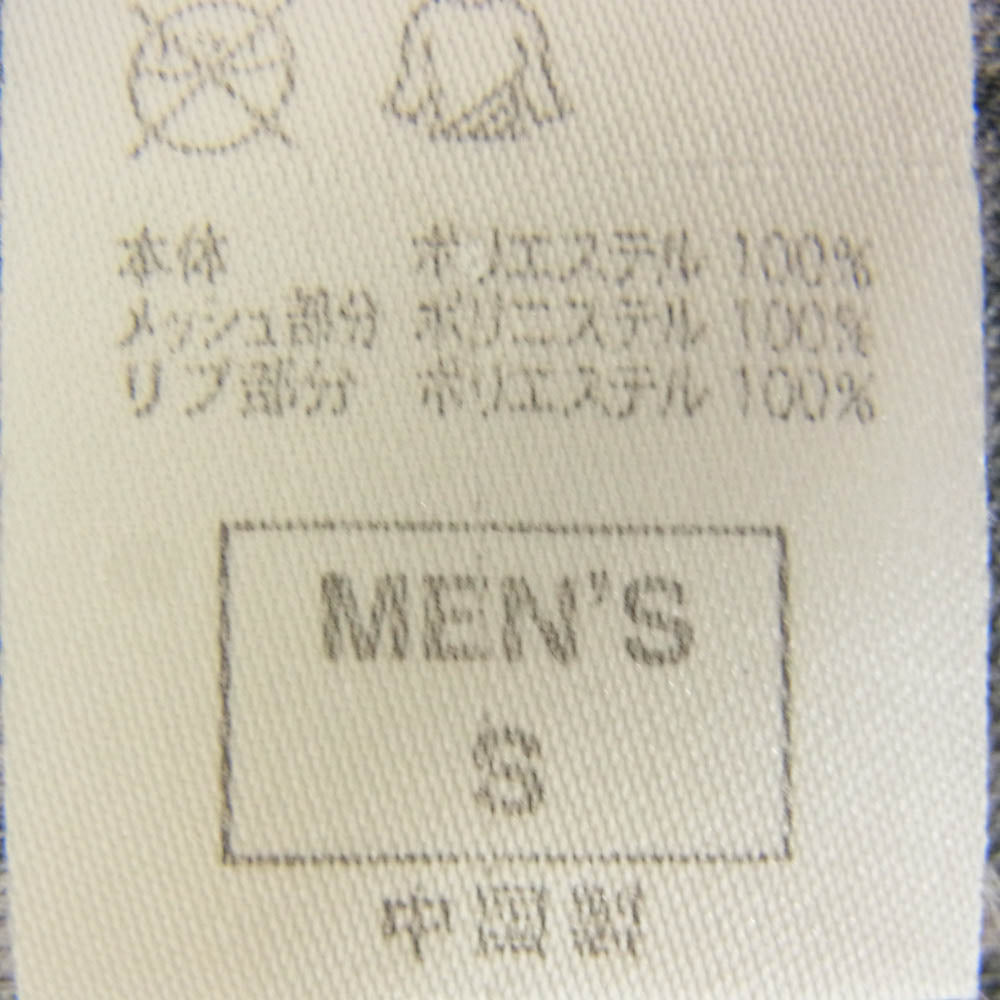 本体 ポリエステル 100%
メッシュ部分 ポリエステル 100%
リブ部分 ポリエステル 100%
MEN'S
S
中国製